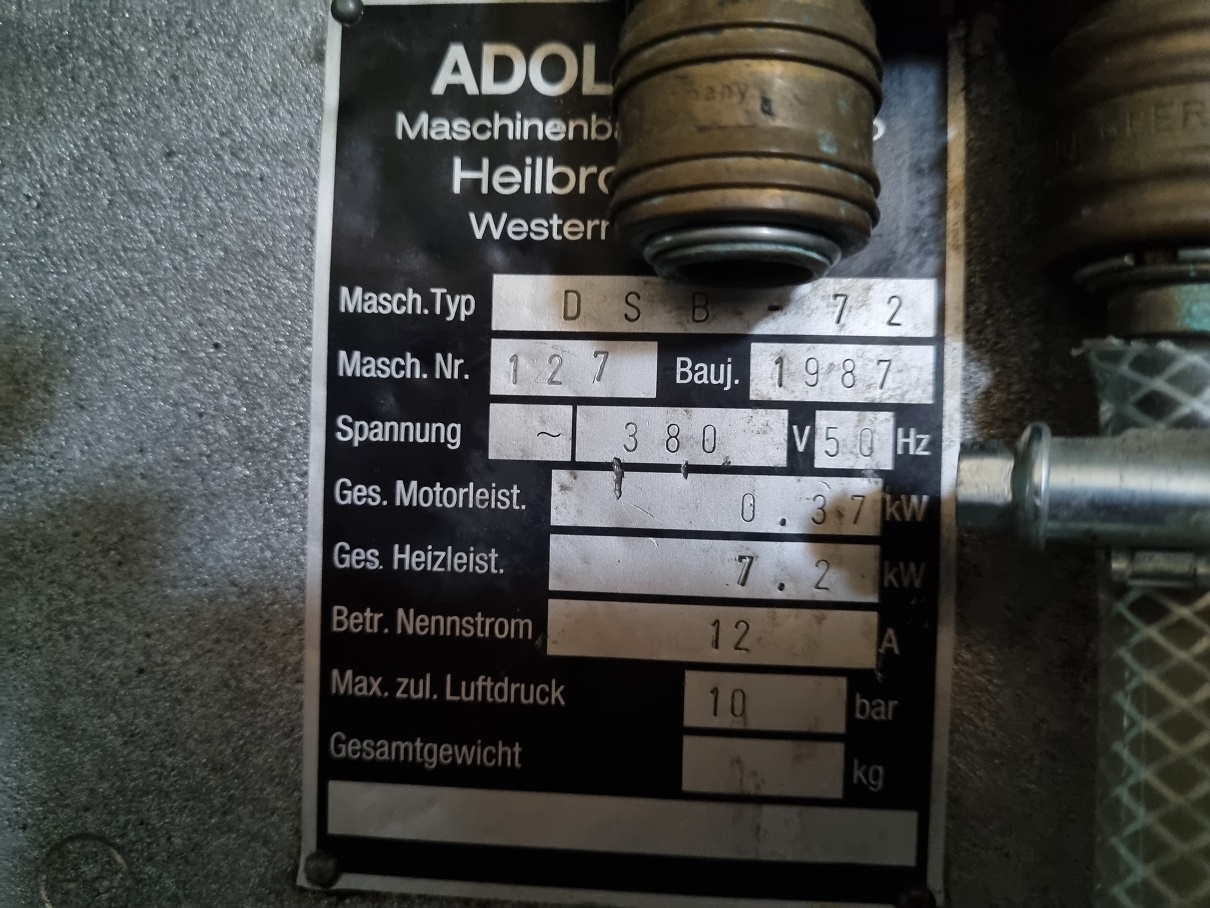 ADOL
Maschinenb
Heilbro
Western
Masch.Typ DSB-72
Masch. Nr. 127 Bauj. 1987
Spannung ~ 380 V 50 Hz
Ges. Motorleist. 0.37 kW
Ges. Heizleist. 7.2 kW
Betr. Nennstrom 12 A
Max. zul. Luftdruck 10 bar
Gesamtgewicht kg